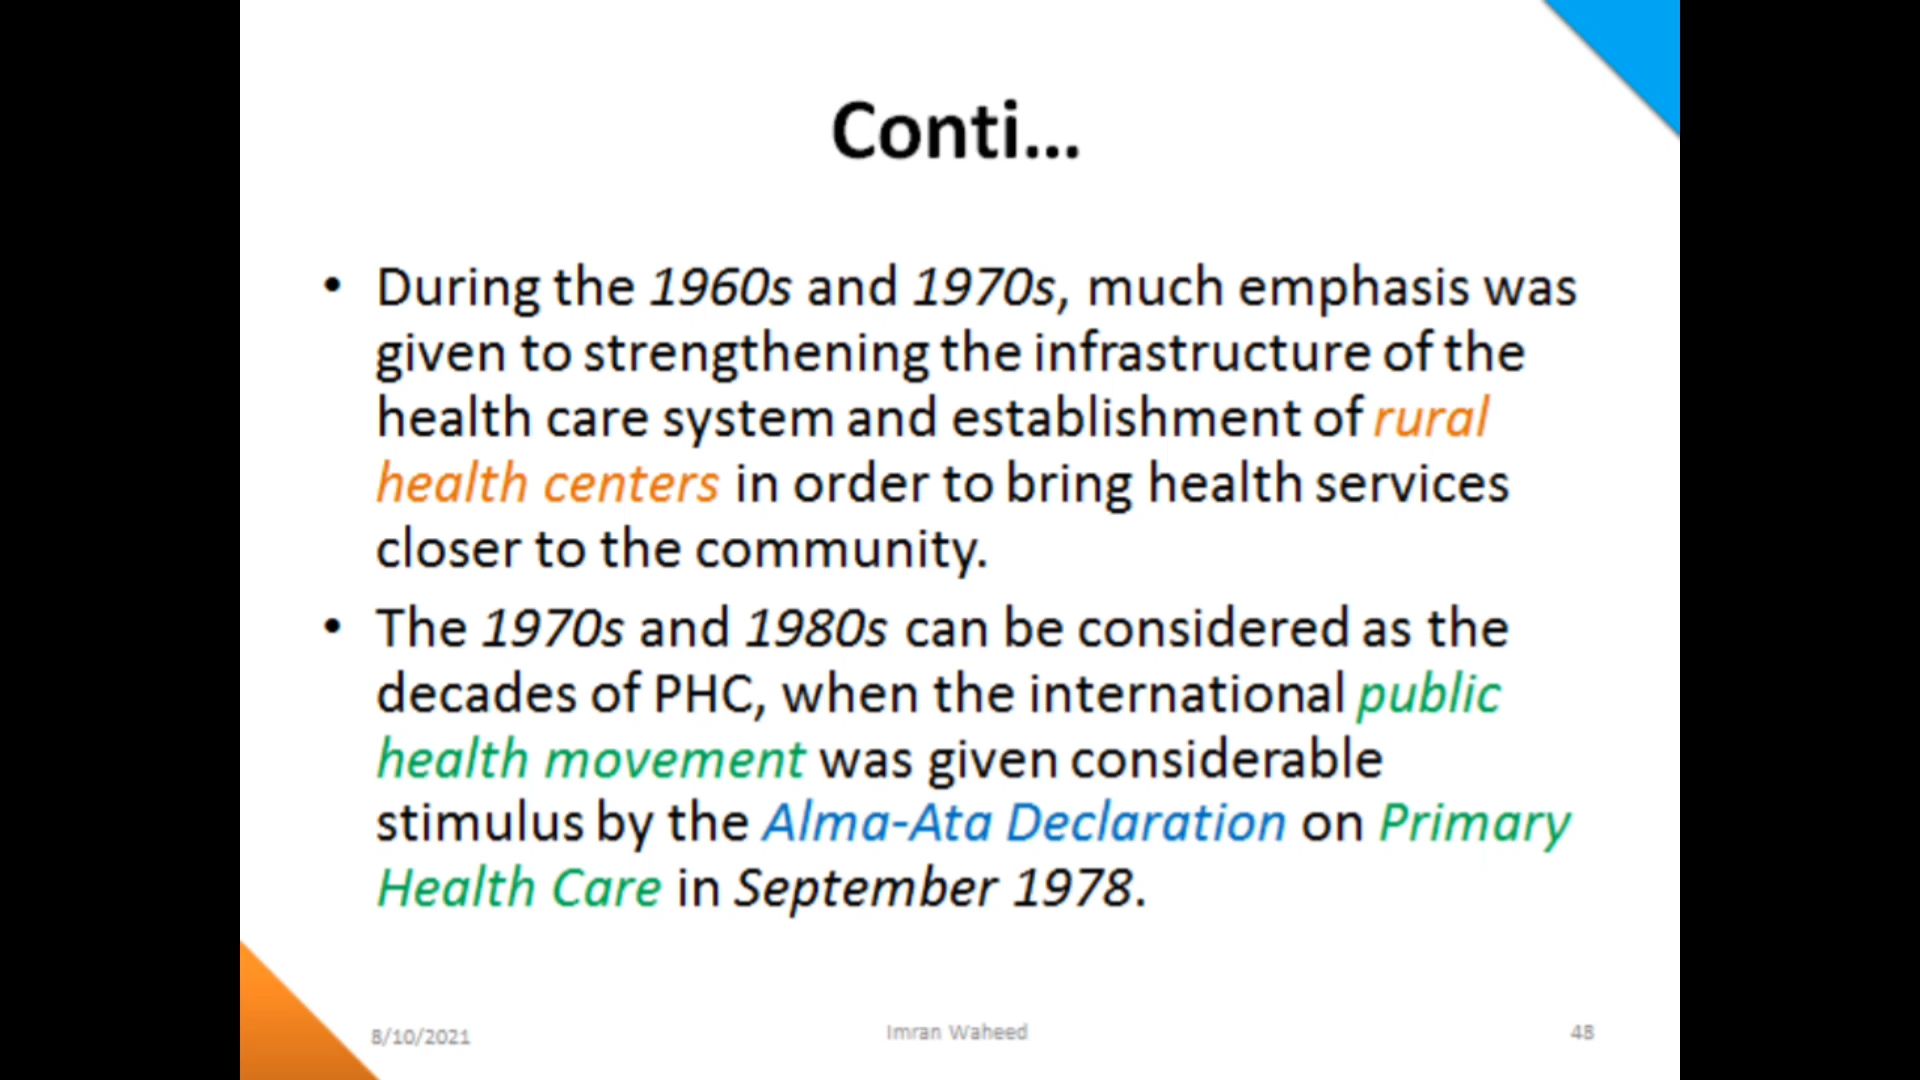 Conti...
• During the 1960s and 1970s, much emphasis was
given to strengthening the infrastructure of the
health care system and establishment of rural
health centers in order to bring health services
closer to the community.
• The 1970s and 1980s can be considered as the
decades of PHC, when the international public
health movement was given considerable
stimulus by the Alma-Ata Declaration on Primary
Health Care in September 1978.
8/10/2021
Imran Waheed
48